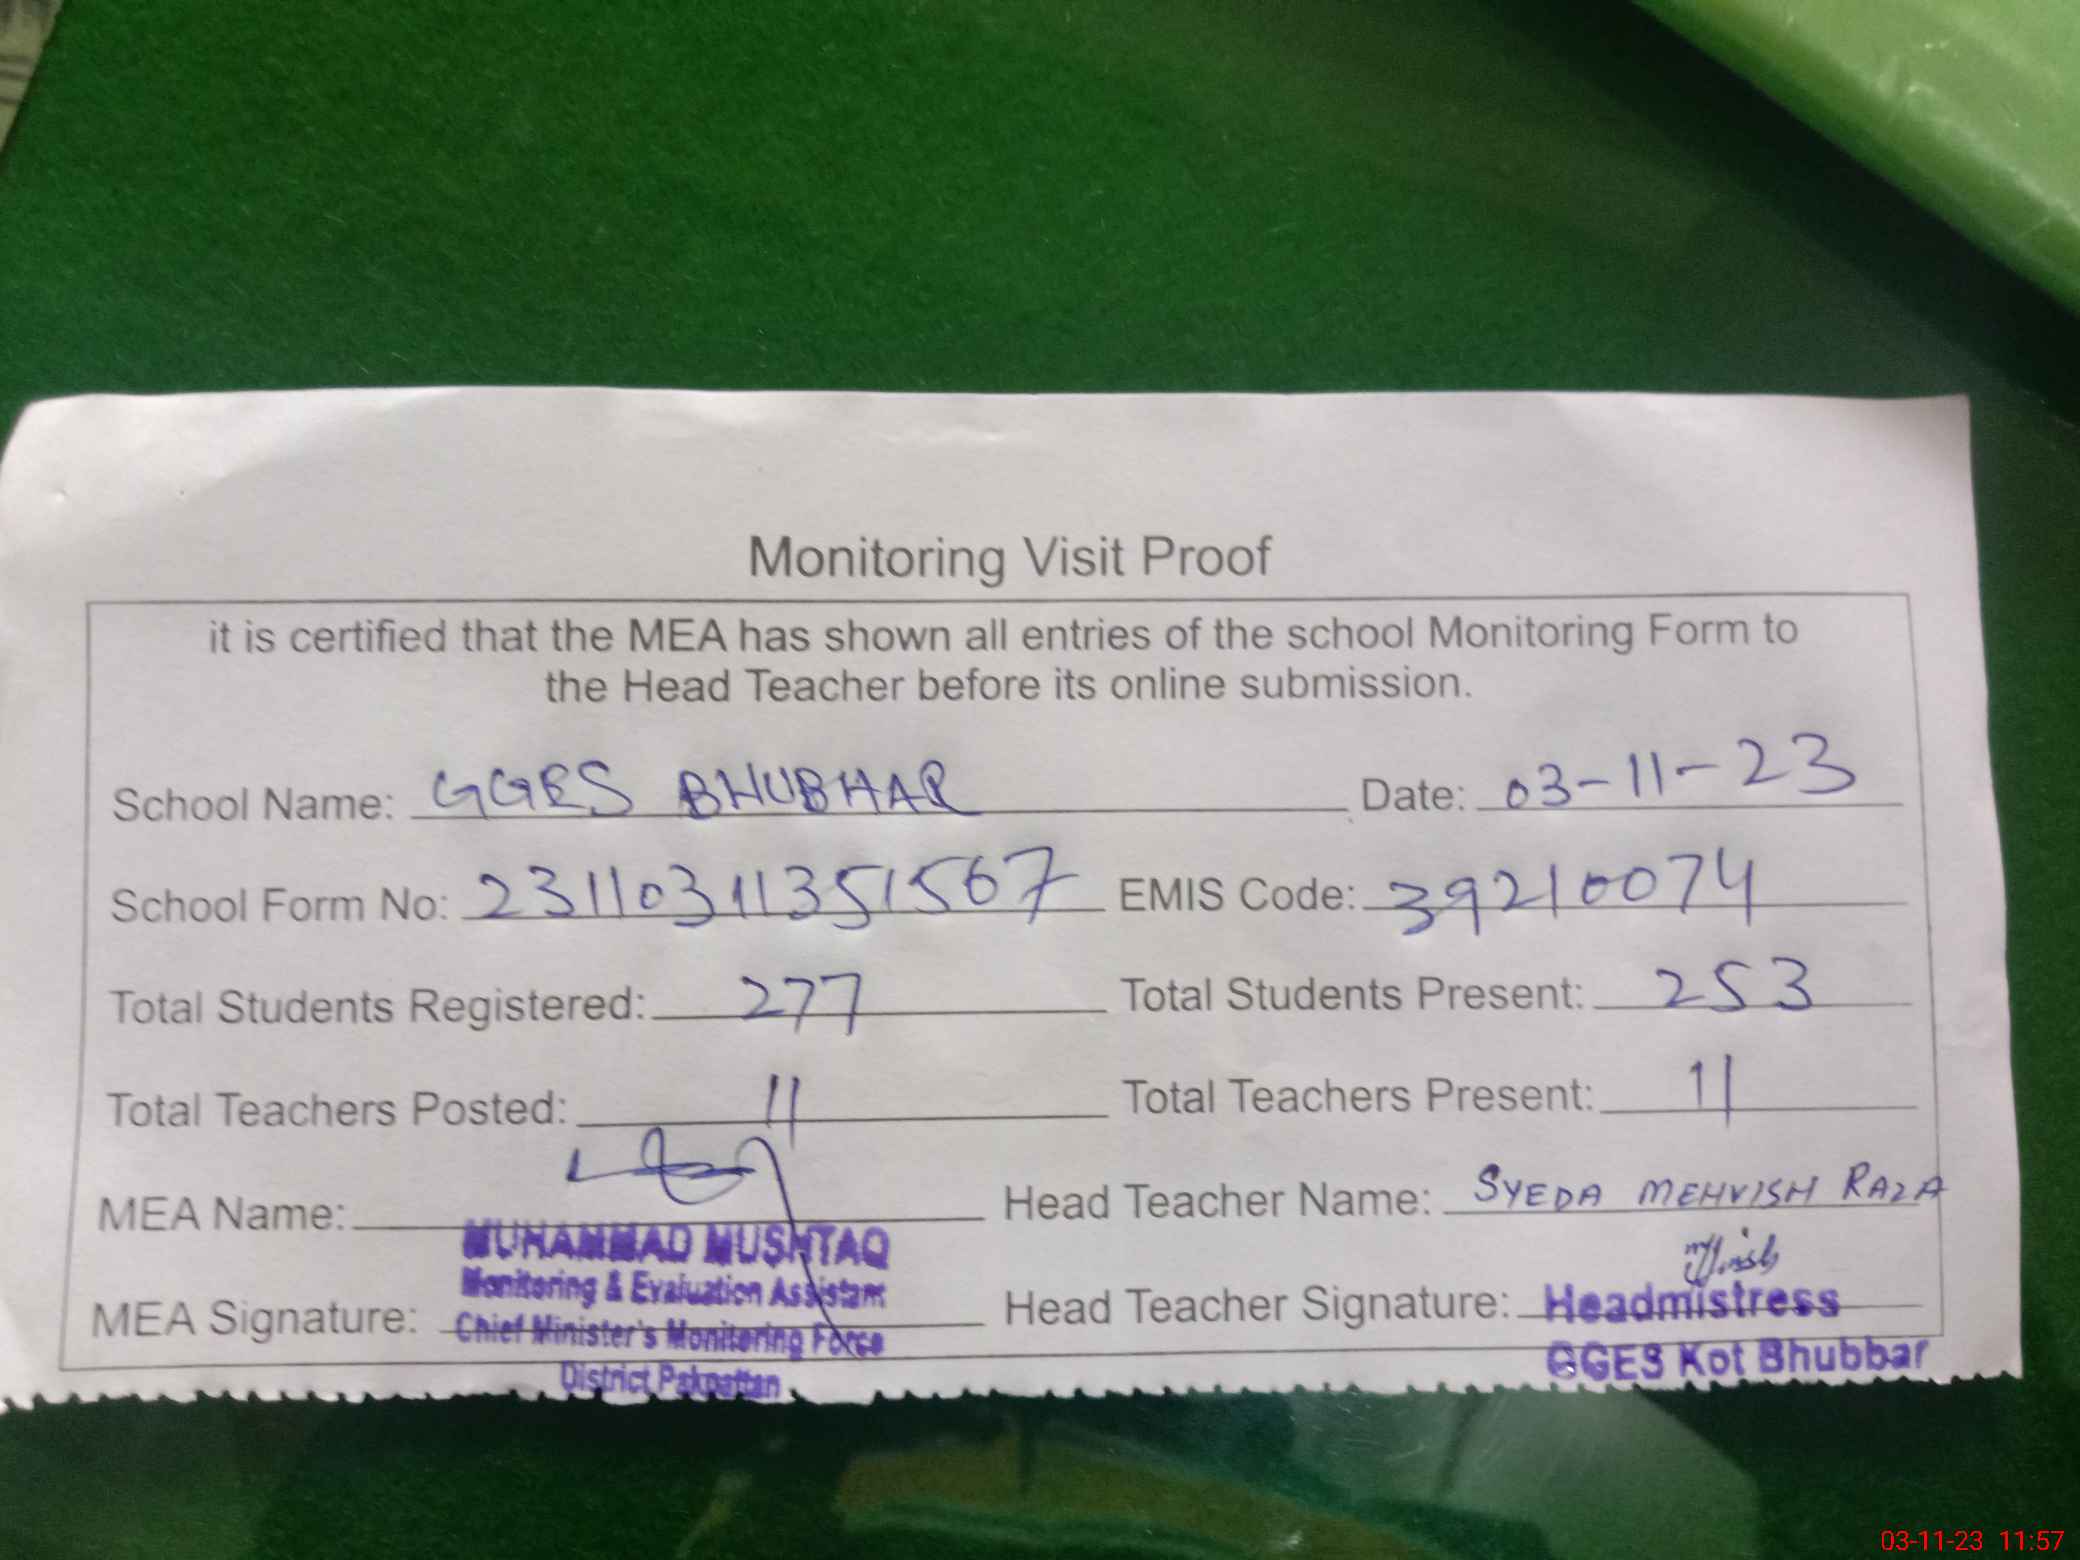 Monitoring Visit Proof
it is certified that the MEA has shown all entries of the school Monitoring Form to
the Head Teacher before its online submission.
School Name: GGES BHUBHAR Date: 03-11-23
School Form No: 23110311351567 EMIS Code: 39210074
Total Students Registered: 277 Total Students Present: 253
Total Teachers Posted: 11 Total Teachers Present: 11
MEA Name: Head Teacher Name: SYEDA MEHVISH RAZA
MUHAMMAD MUSHTAQ
Monitoring & Evaluation Assistant
MEA Signature: Head Teacher Signature: Headmistress
Chief Minister's Monitoring Force
GGES Kot Bhubbar
District Pakpattan
03-11-23 11:57